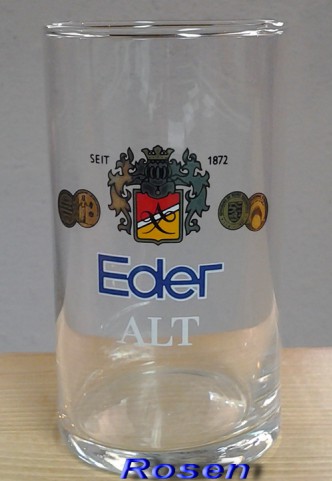 SEIT 1872
Eder
ALT
Rosen